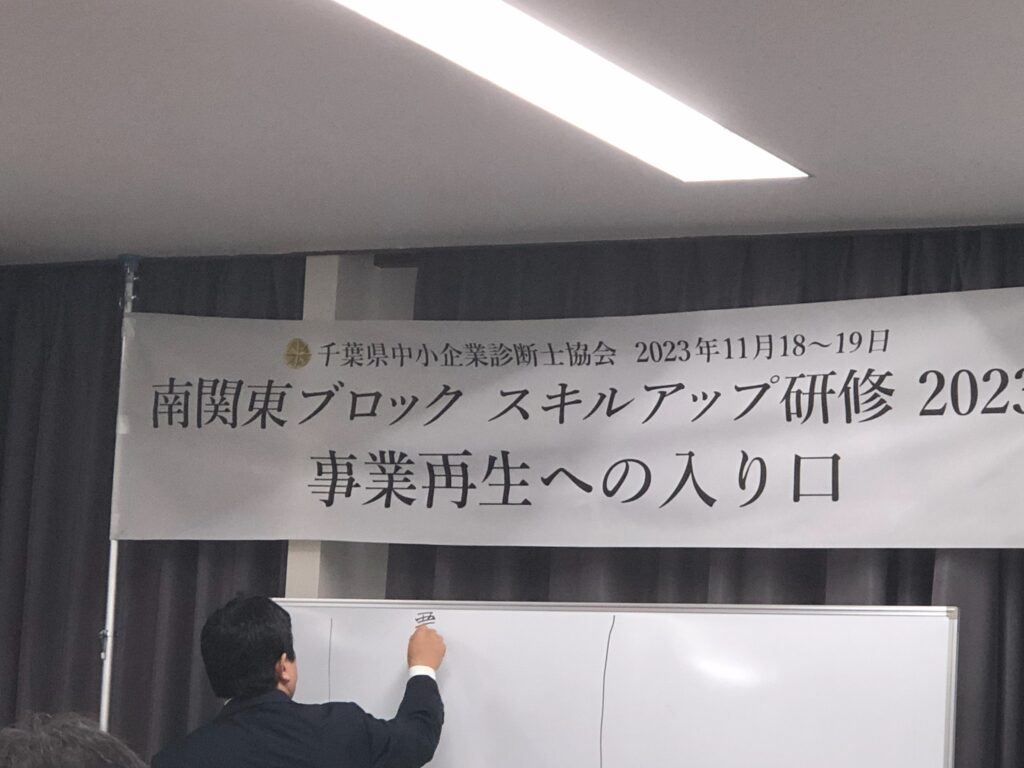 千葉県中小企業診断士協会 2023年11月18～19日
南関東ブロック スキルアップ研修 2023
事業再生への入り口